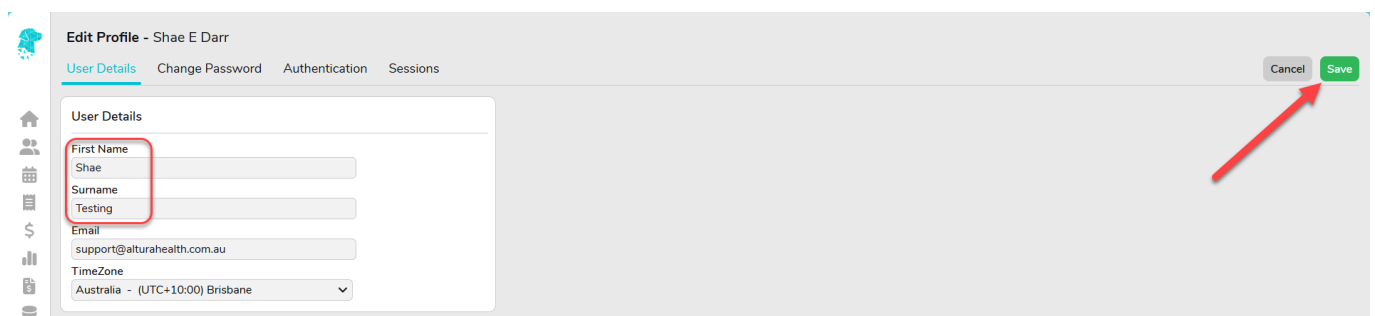 Edit Profile - Shae E Darr
User Details Change Password Authentication Sessions
Cancel Save
User Details
First Name
Shae
Surname
Testing
Email
support@alturahealth.com.au
TimeZone
Australia - (UTC+10:00) Brisbane